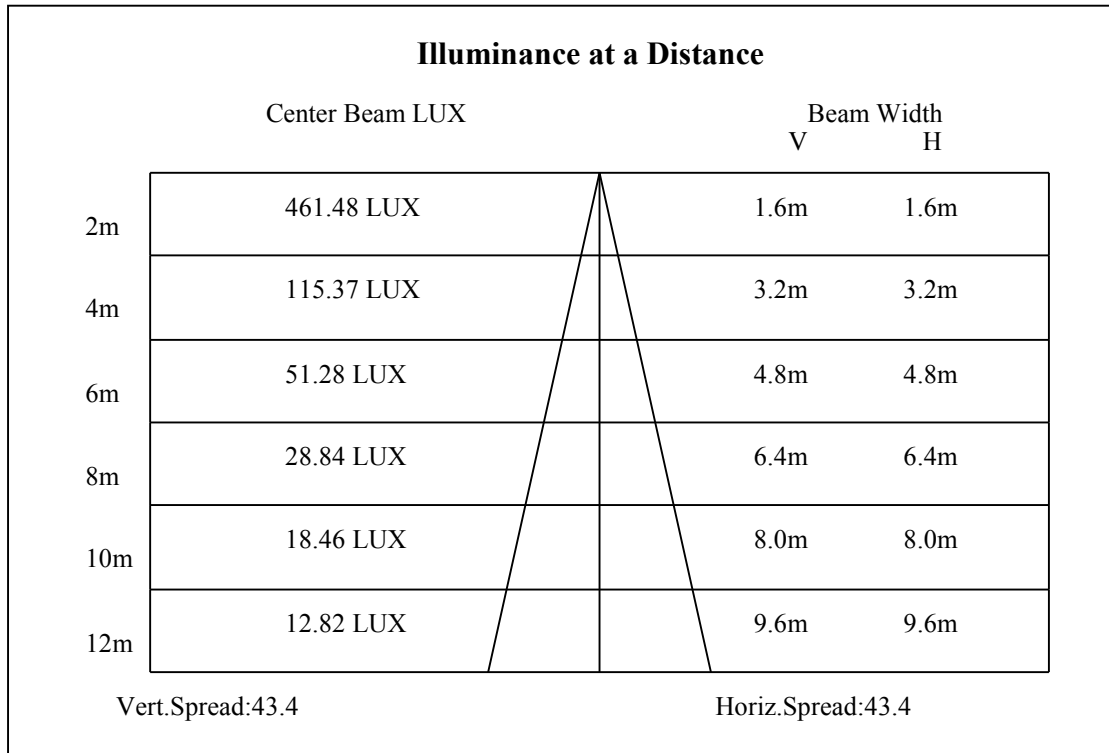 Illuminance at a Distance
Center Beam LUX Beam Width
V H
2m 461.48 LUX 1.6m 1.6m
4m 115.37 LUX 3.2m 3.2m
6m 51.28 LUX 4.8m 4.8m
8m 28.84 LUX 6.4m 6.4m
10m 18.46 LUX 8.0m 8.0m
12m 12.82 LUX 9.6m 9.6m
Vert.Spread:43.4 Horiz.Spread:43.4